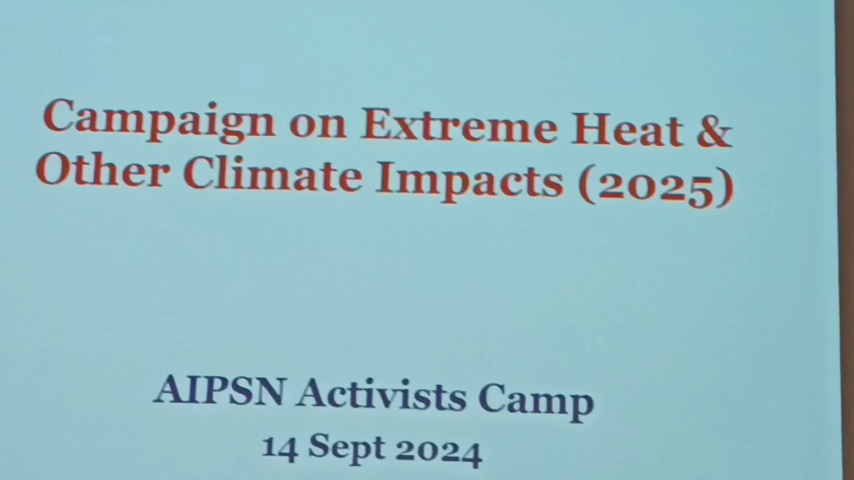 Campaign on Extreme Heat &
Other Climate Impacts (2025)
AIPSN Activists Camp
14 Sept 2024